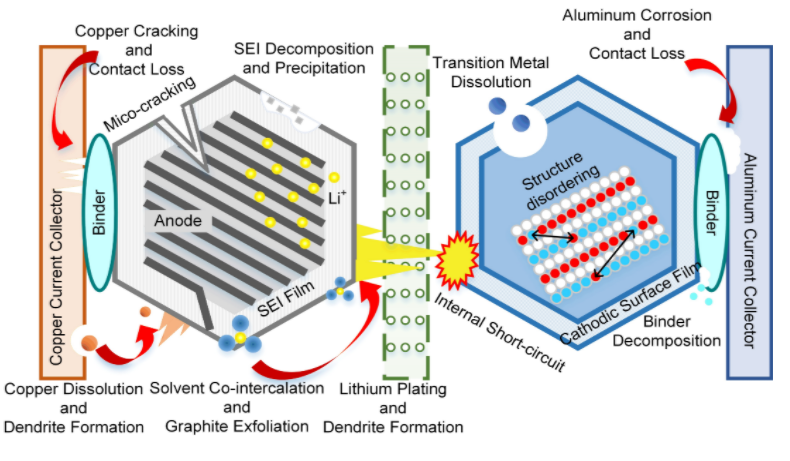 Copper Cracking
and
Contact Loss
Mico-cracking
SEI Decomposition
and Precipitation
Transition Metal
Dissolution
Aluminum Corrosion
and
Contact Loss
Copper Current Collector
Binder
Anode
Li+
SEI Film
Structure
disordering
Cathodic Surface Film
Binder
Aluminum Current Collector
Internal Short-circuit
Binder
Decomposition
Copper Dissolution
and
Dendrite Formation
Solvent Co-intercalation
and
Graphite Exfoliation
Lithium Plating
and
Dendrite Formation